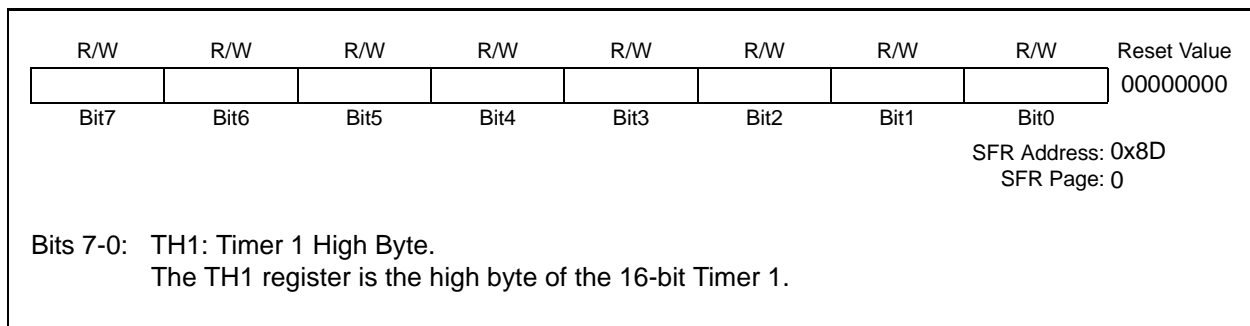 R/W R/W R/W R/W R/W R/W R/W R/W Reset Value
00000000
Bit7 Bit6 Bit5 Bit4 Bit3 Bit2 Bit1 Bit0
SFR Address: 0x8D
SFR Page: 0
Bits 7-0: TH1: Timer 1 High Byte.
The TH1 register is the high byte of the 16-bit Timer 1.